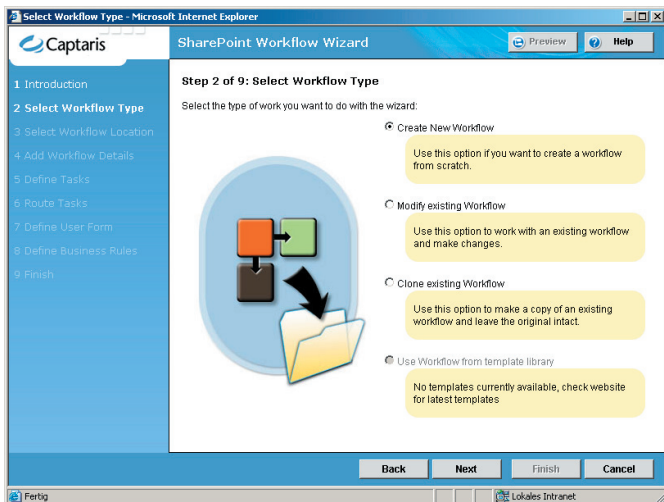 Select Workflow Type - Microsoft Internet Explorer
Captaris
SharePoint Workflow Wizard
Preview
Help
1 Introduction
2 Select Workflow Type
3 Select Workflow Location
4 Add Workflow Details
5 Define Tasks
6 Route Tasks
7 Define User Form
8 Define Business Rules
9 Finish
Step 2 of 9: Select Workflow Type
Select the type of work you want to do with the wizard:
Create New Workflow
Use this option if you want to create a workflow
from scratch.
Modify existing Workflow
Use this option to work with an existing workflow
and make changes.
Clone existing Workflow
Use this option to make a copy of an existing
workflow and leave the original intact.
Use Workflow from template library
No templates currently available, check website
for latest templates
Back
Next
Finish
Cancel
Fertig
Lokales Intranet